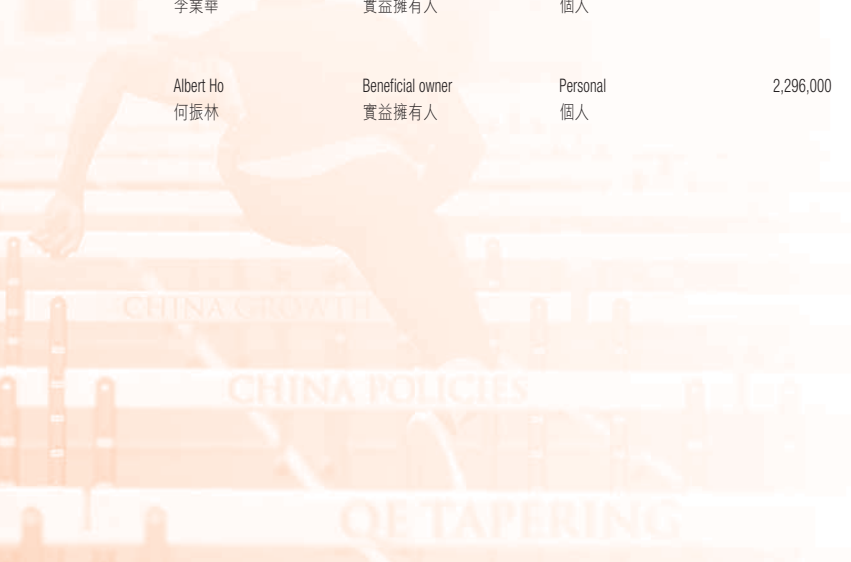 李業華 實益擁有人 個人
Albert Ho Beneficial owner Personal 2,296,000
何振林 實益擁有人 個人
CHINA GROWTH
CHINA POLICIES
QE TAPERING